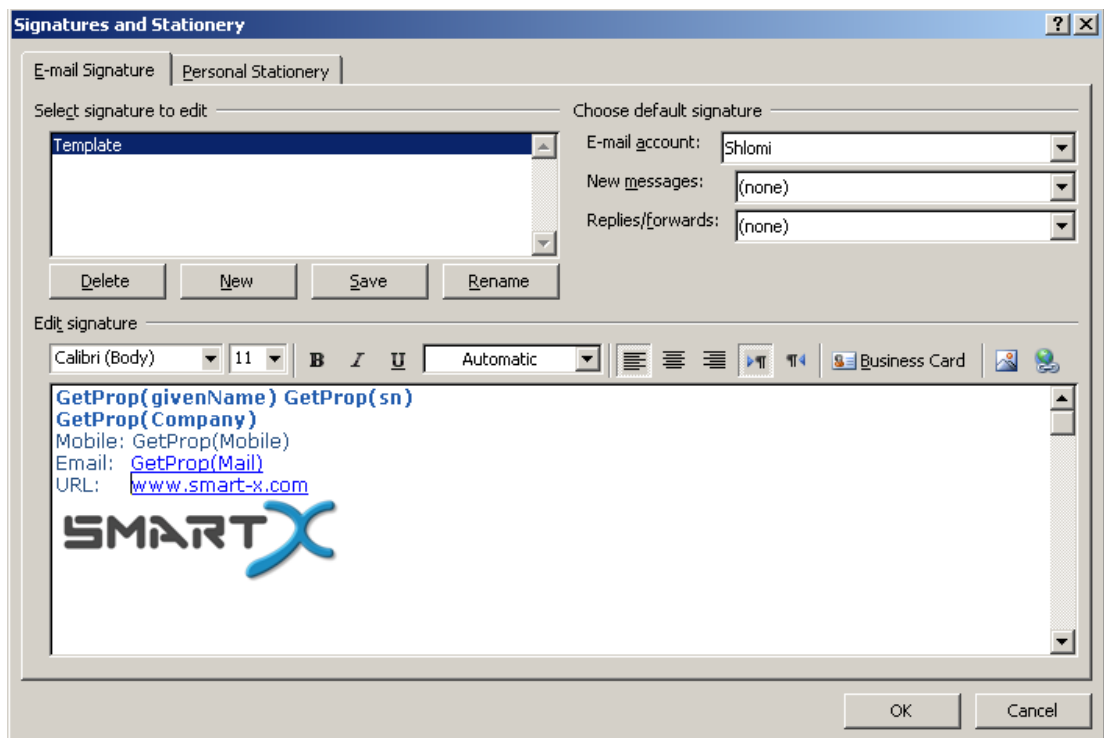 Signatures and Stationery
E-mail Signature
Personal Stationery
Select signature to edit
Choose default signature
Template
E-mail account:
Shlomi
New messages:
(none)
Replies/forwards:
(none)
Delete
New
Save
Rename
Edit signature
Calibri (Body)
11
B
I
U
Automatic
Business Card
GetProp(givenName) GetProp(sn)
GetProp(Company)
Mobile: GetProp(Mobile)
Email: GetProp(Mail)
URL: www.smart-x.com
SMARTX
OK
Cancel